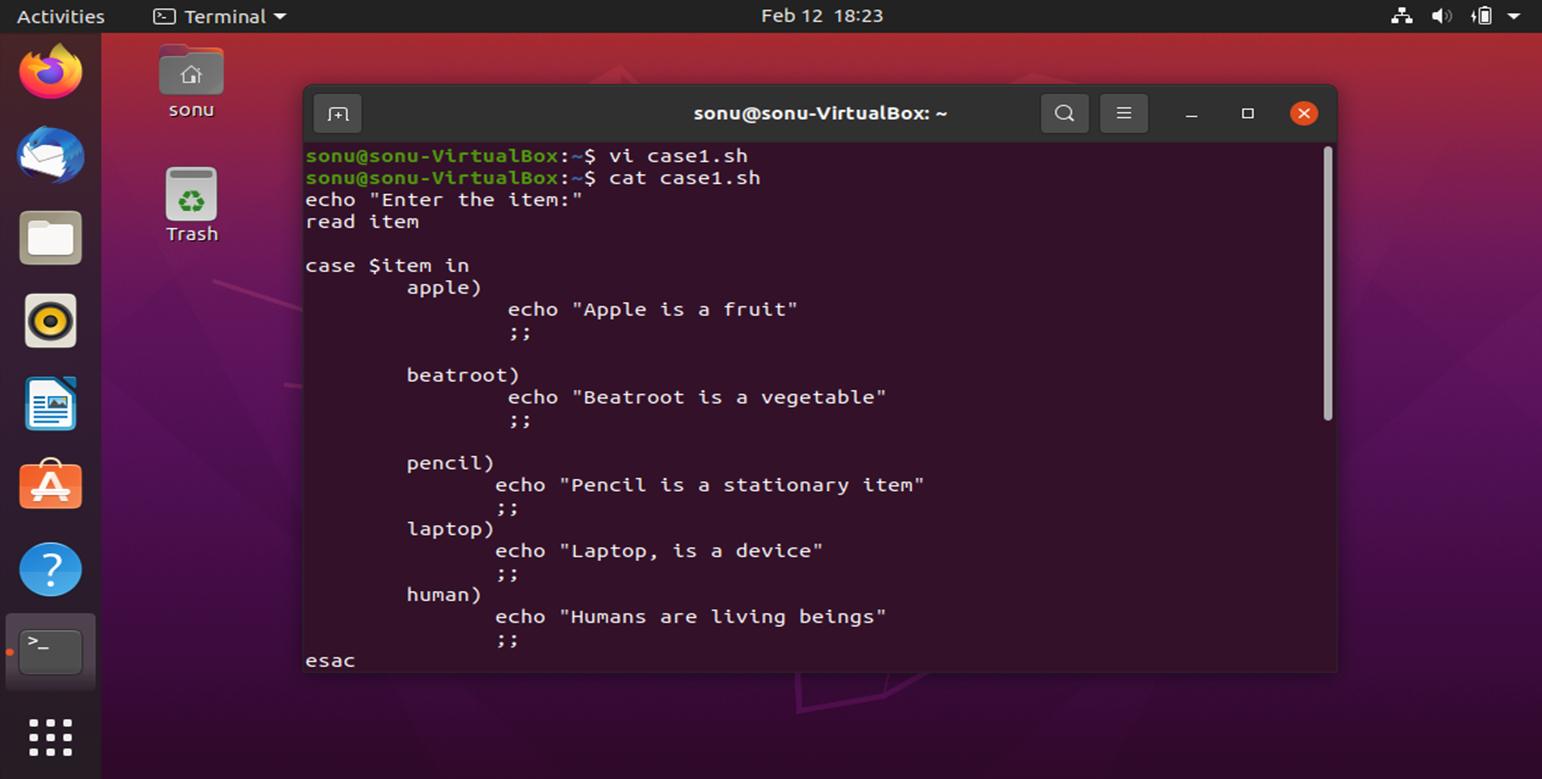 Activities Terminal Feb 12 18:23
sonu
Trash
sonu@sonu-VirtualBox: ~
sonu@sonu-VirtualBox:~$ vi case1.sh
sonu@sonu-VirtualBox:~$ cat case1.sh
echo "Enter the item:"
read item
case $item in
apple)
echo "Apple is a fruit"
;;
beatroot)
echo "Beatroot is a vegetable"
;;
pencil)
echo "Pencil is a stationary item"
;;
laptop)
echo "Laptop, is a device"
;;
human)
echo "Humans are living beings"
;;
esac